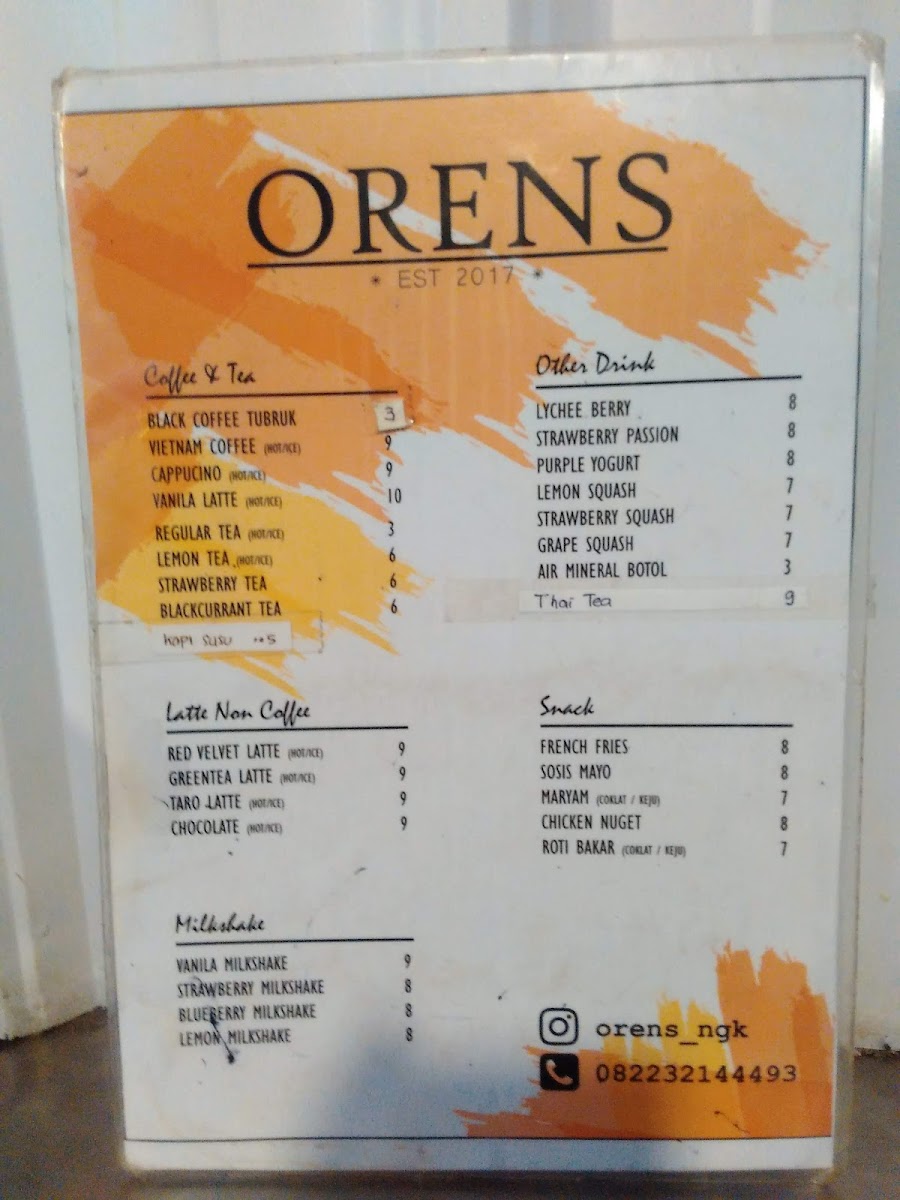 ORENS
* EST 2017 *
Coffee & Tea
BLACK COFFEE TUBRUK 3
VIETNAM COFFEE (HOT/ICE) 9
CAPPUCINO (HOT/ICE) 9
VANILA LATTE (HOT/ICE) 10
REGULAR TEA (HOT/ICE) 3
LEMON TEA (HOT/ICE) 6
STRAWBERRY TEA 6
BLACKCURRANT TEA 6
kopi susu 5
Latte Non Coffee
RED VELVET LATTE (HOT/ICE) 9
GREENTEA LATTE (HOT/ICE) 9
TARO LATTE (HOT/ICE) 9
CHOCOLATE (HOT/ICE) 9
Milkshake
VANILA MILKSHAKE 9
STRAWBERRY MILKSHAKE 8
BLUEBERRY MILKSHAKE 8
LEMON MILKSHAKE 8
Other Drink
LYCHEE BERRY 8
STRAWBERRY PASSION 8
PURPLE YOGURT 8
LEMON SQUASH 7
STRAWBERRY SQUASH 7
GRAPE SQUASH 7
AIR MINERAL BOTOL 3
Thai Tea 9
Snack
FRENCH FRIES 8
SOSIS MAYO 8
MARYAM (COKLAT / KEJU) 7
CHICKEN NUGET 8
ROTI BAKAR (COKLAT / KEJU) 7
orens_ngk
082232144493